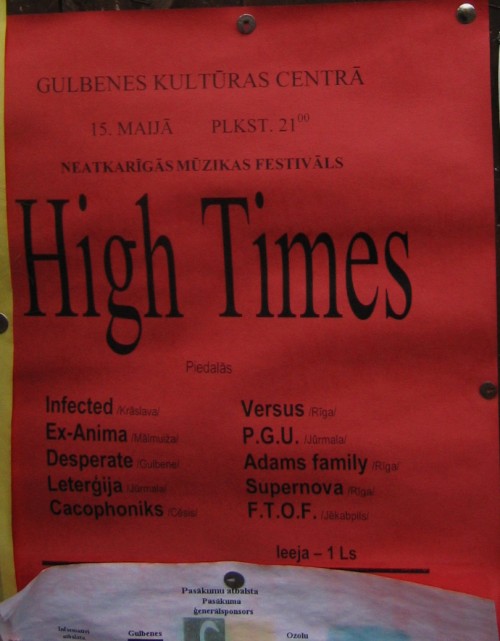 GULBENES KULTŪRAS CENTRĀ
15. MAIJĀ PLKST. 21⁰⁰
NEATKARĪGĀS MŪZIKAS FESTIVĀLS
High Times
Piedalās
Infected /Krāslava/
Versus /Rīga/
Ex-Anima /Mālmuiža/
P.G.U. /Jūrmala/
Desperate /Gulbene/
Adams family /Rīga/
Leterģija /Jūrmala/
Supernova /Rīga/
Cacophoniks /Cēsis/
F.T.O.F. /Jēkabpils/
Ieeja – 1 Ls
Pasākumu atbalsta
Pasākuma
ģenerālsponsors
Gulbenes
Ozolu